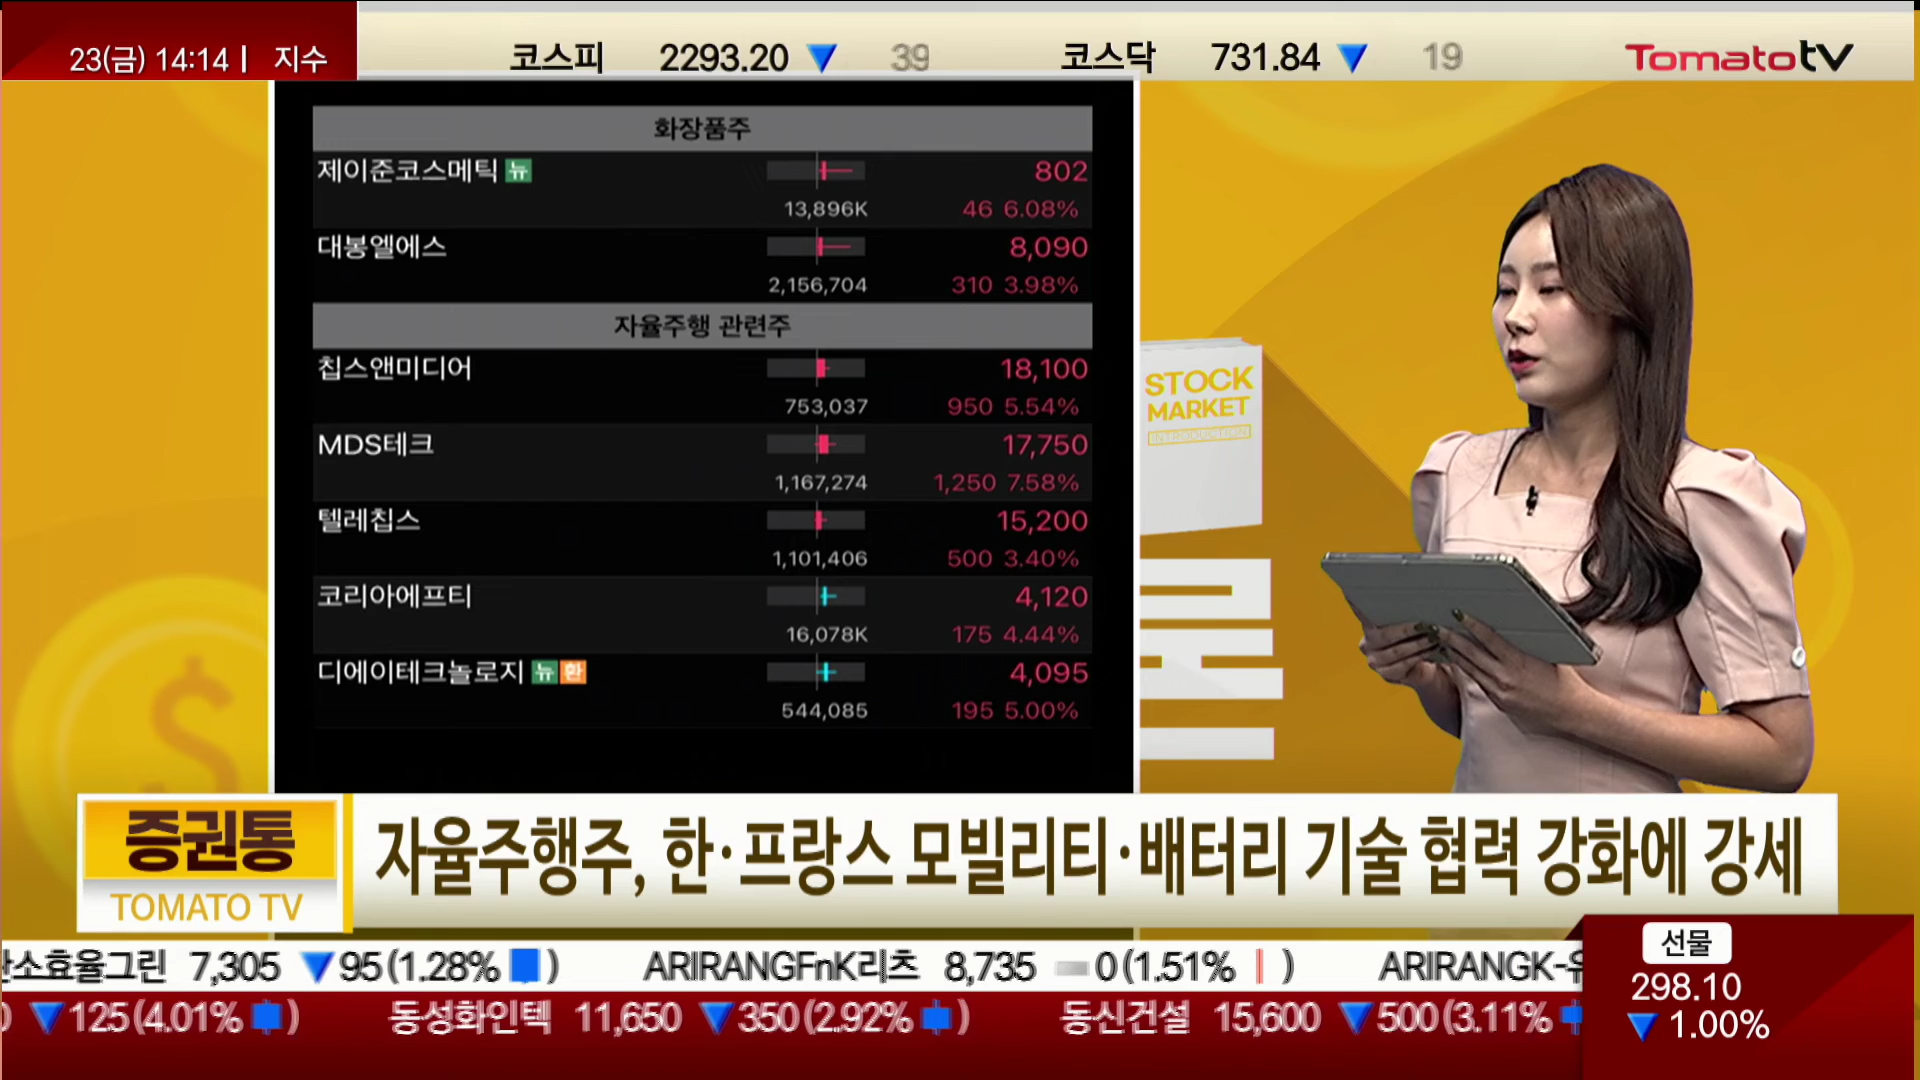 23(금) 14:14 | 지수
코스피 2293.20 ▼ 39
코스닥 731.84 ▼ 19
Tomatotv
화장품주
제이준코스메틱 뉴 802
13,896K 46 6.08%
대봉엘에스 8,090
2,156,704 310 3.98%
자율주행 관련주
칩스앤미디어 18,100
753,037 950 5.54%
MDS테크 17,750
1,167,274 1,250 7.58%
텔레칩스 15,200
1,101,406 500 3.40%
코리아에프티 4,120
16,078K 175 4.44%
디에이테크놀로지 뉴 환 4,095
544,085 195 5.00%
STOCK
MARKET
INTRODUCTION
증권통
TOMATO TV
자율주행주, 한·프랑스 모빌리티·배터리 기술 협력 강화에 강세
탄소효율그린 7,305 ▼95(1.28% ) ARIRANGFnK리츠 8,735 0(1.51% ) ARIRANGK-유
▼125(4.01% ) 동성화인텍 11,650 ▼350(2.92% ) 동신건설 15,600 ▼500(3.11%
선물
298.10
▼ 1.00%